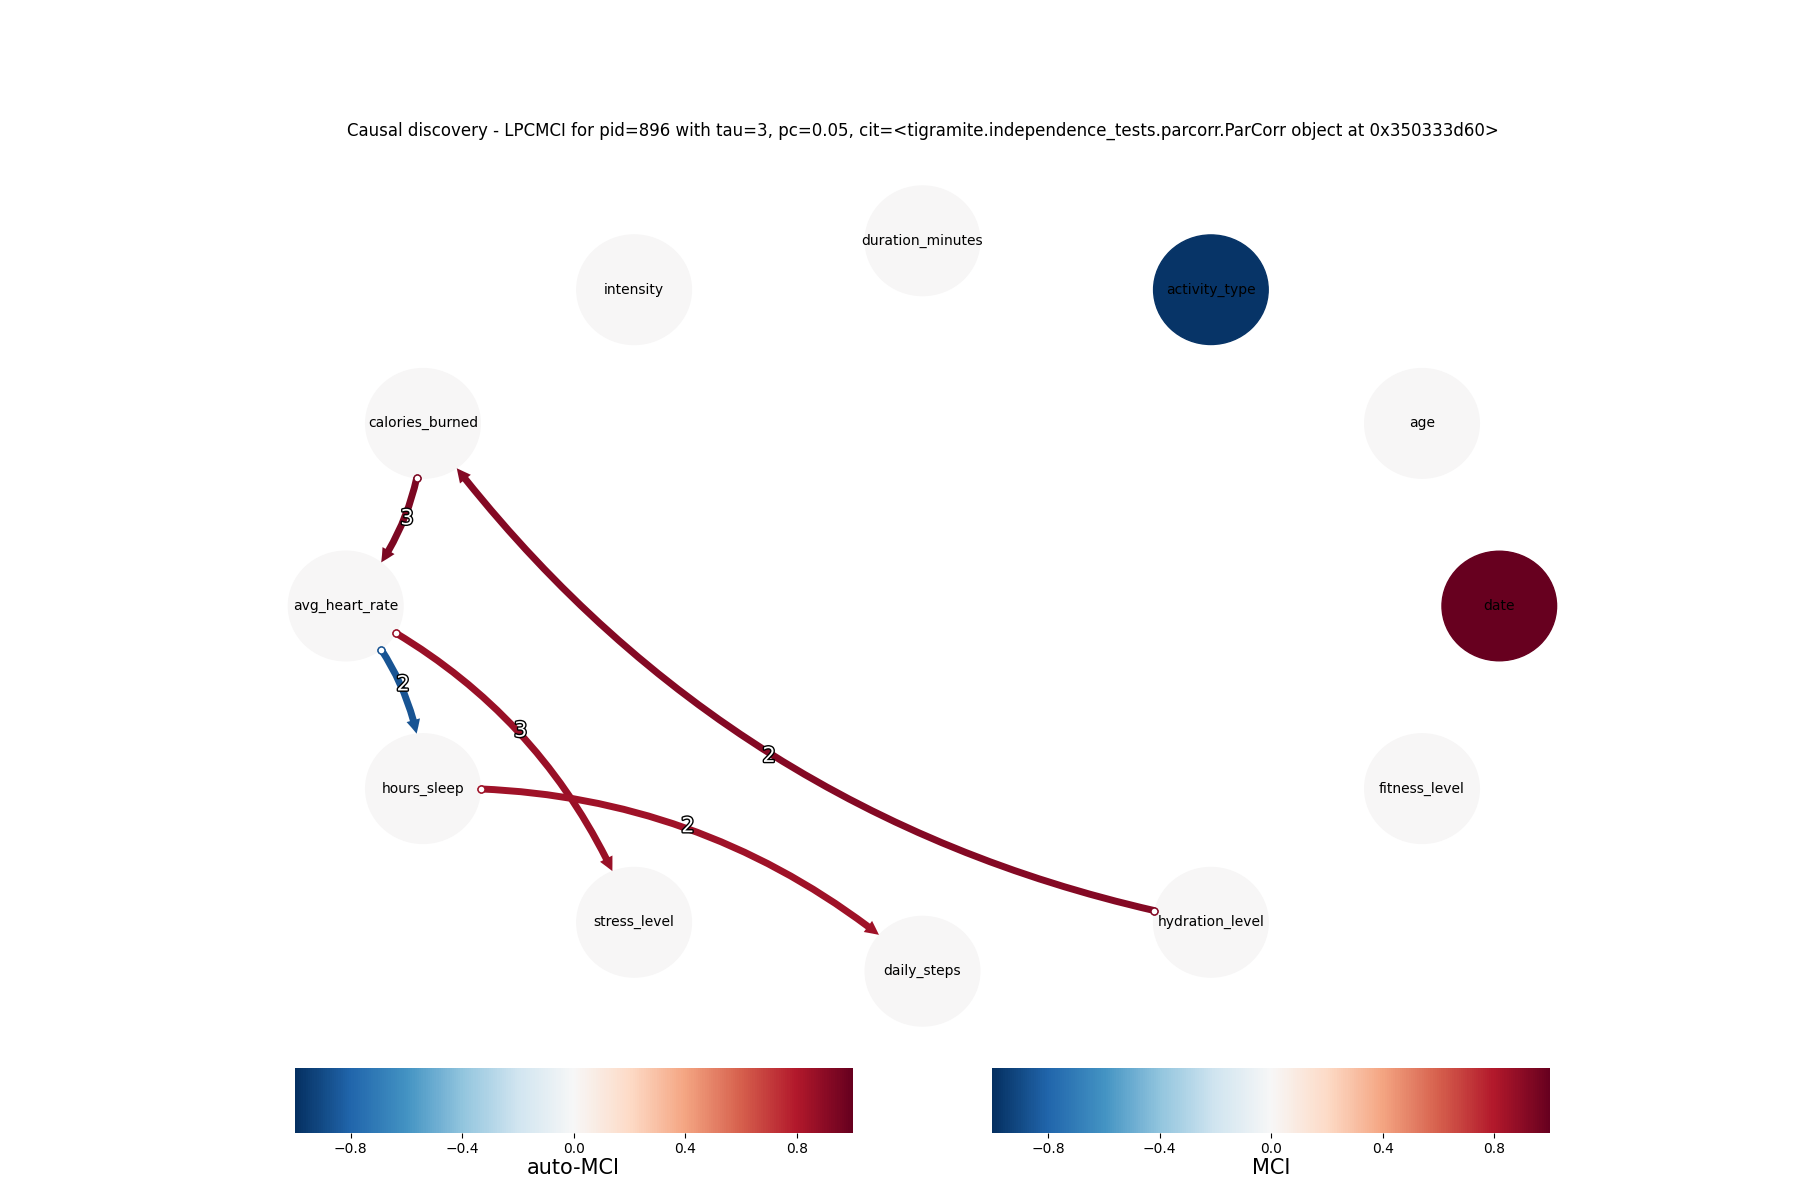 Causal discovery - LPCMCI for pid=896 with tau=3, pc=0.05, cit=<tigramite.independence_tests.parcorr.ParCorr object at 0x350333d60>
duration_minutes
intensity
activity_type
calories_burned
age
3
avg_heart_rate
date
2
3
2
hours_sleep
fitness_level
2
stress_level
hydration_level
daily_steps
−0.8 −0.4 0.0 0.4 0.8
auto-MCI
−0.8 −0.4 0.0 0.4 0.8
MCI